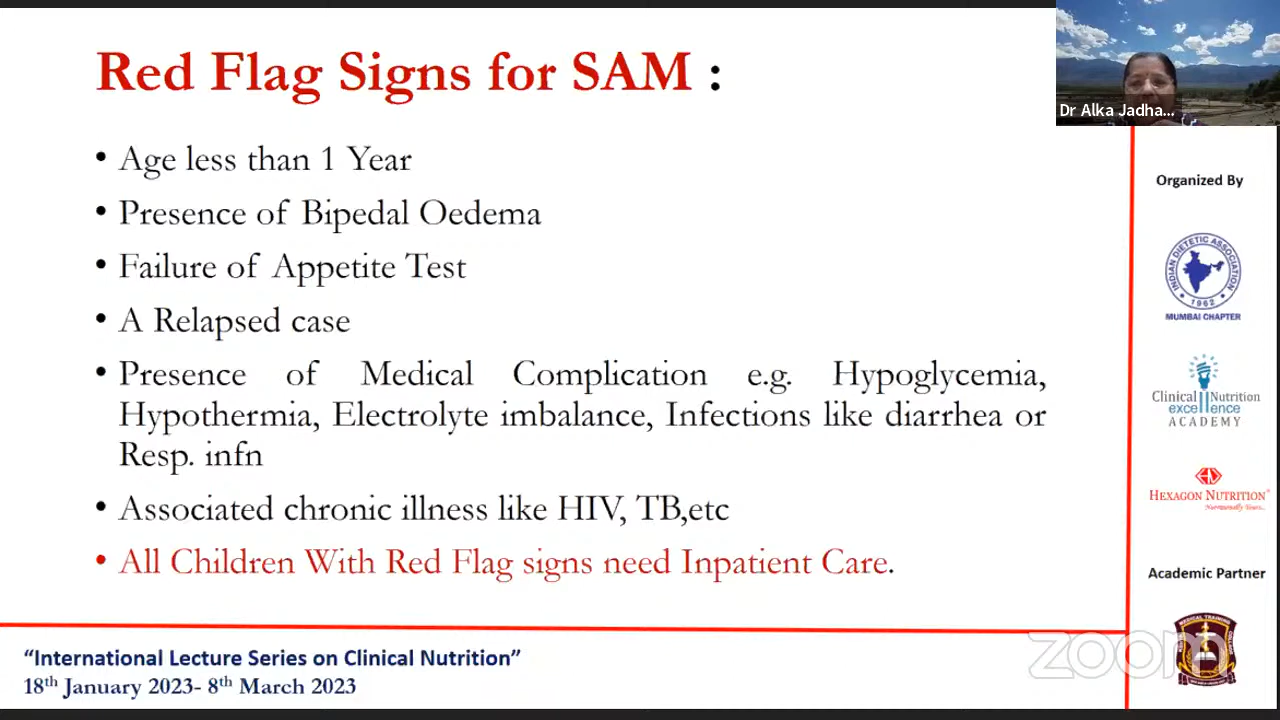 Red Flag Signs for SAM :
• Age less than 1 Year
• Presence of Bipedal Oedema
• Failure of Appetite Test
• A Relapsed case
• Presence of Medical Complication e.g. Hypoglycemia,
Hypothermia, Electrolyte imbalance, Infections like diarrhea or
Resp. infn
• Associated chronic illness like HIV, TB,etc
• All Children With Red Flag signs need Inpatient Care.
Dr Alka Jadha...
Organized By
INDIAN DIETETIC ASSOCIATION
1962
MUMBAI CHAPTER
Clinical Nutrition
excellence
ACADEMY
HEXAGON NUTRITION
Nutritionally Yours..
Academic Partner
MEDICAL TRAINING
“International Lecture Series on Clinical Nutrition”
18th January 2023- 8th March 2023
zoom